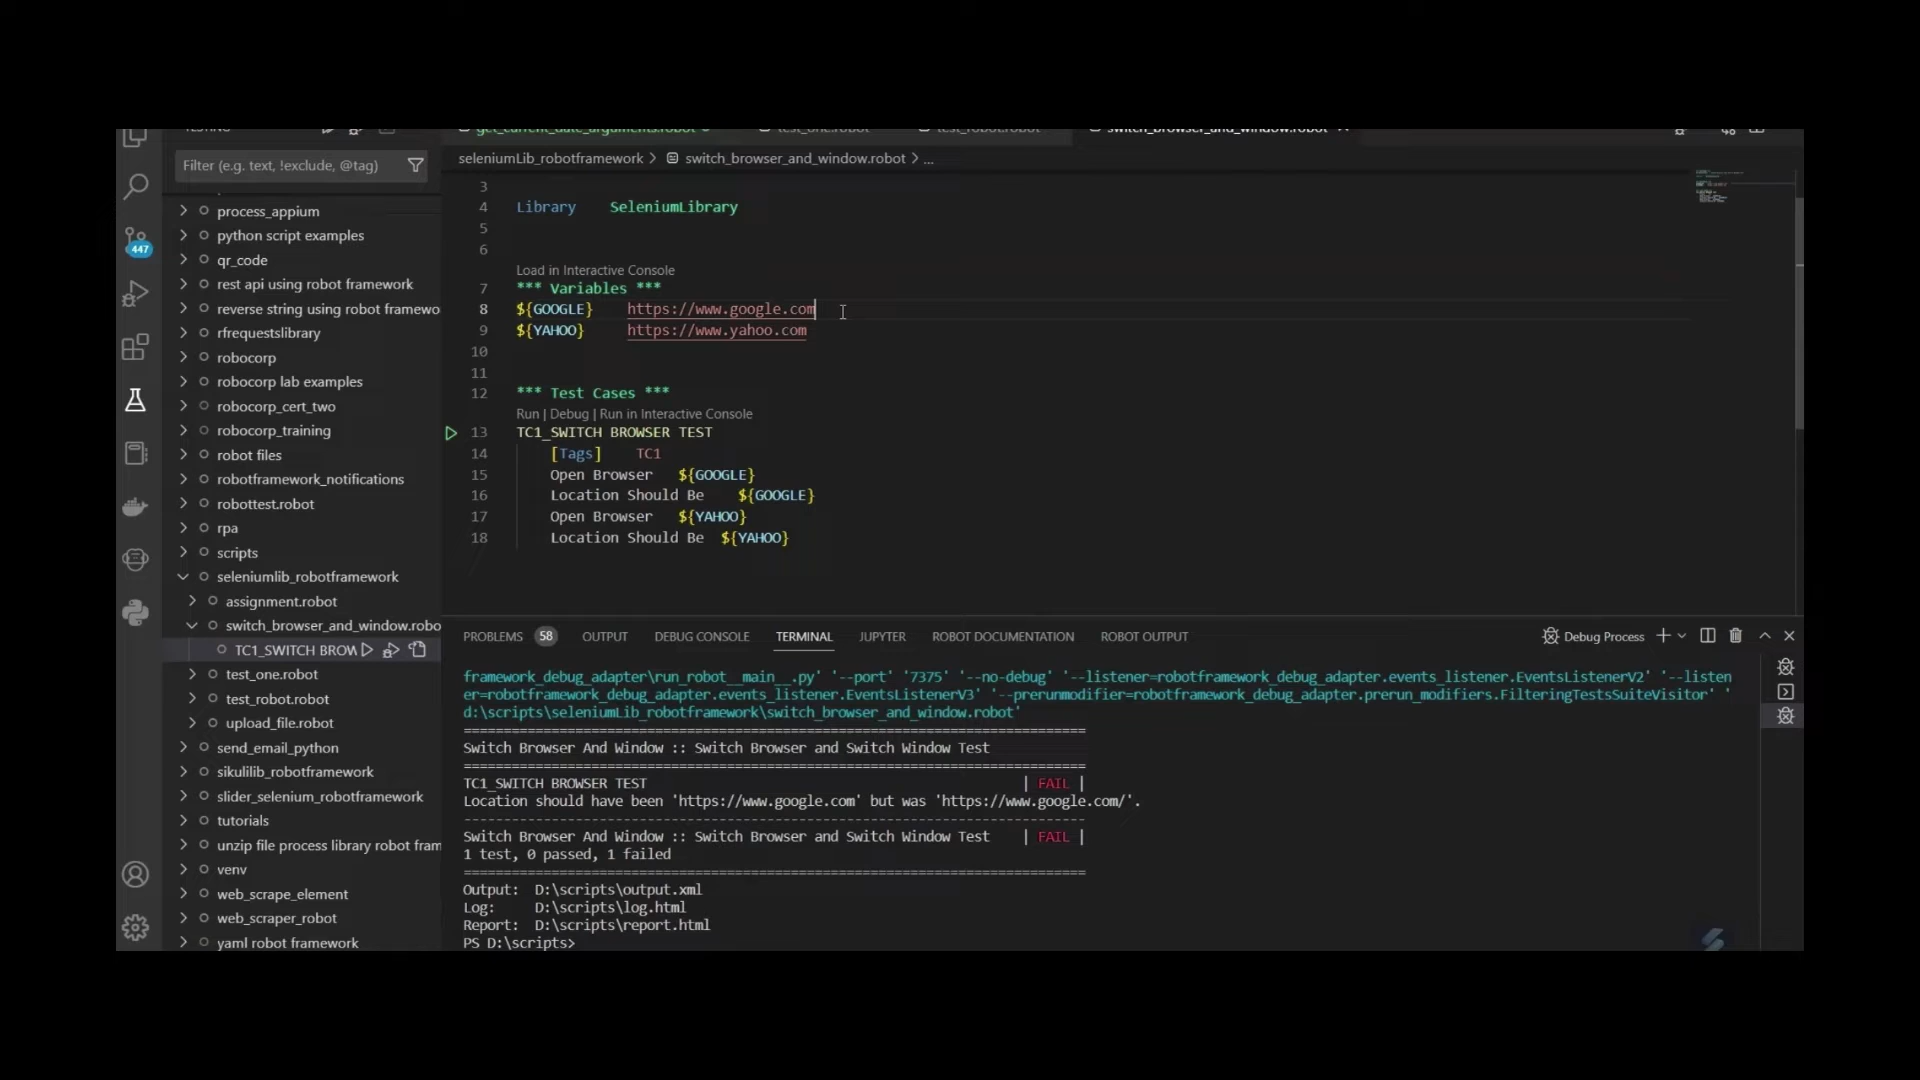 TESTING
get_current_date_arguments.robot
test_one.robot
test_robot.robot
switch_browser_and_window.robot
Filter (e.g. text, !exclude, @tag)
447
process_appium
python script examples
qr_code
rest api using robot framework
reverse string using robot framewo
rfrequestslibrary
robocorp
robocorp lab examples
robocorp_cert_two
robocorp_training
robot files
robotframework_notifications
robottest.robot
rpa
scripts
seleniumlib_robotframework
assignment.robot
switch_browser_and_window.robo
TC1_SWITCH BROW
test_one.robot
test_robot.robot
upload_file.robot
send_email_python
sikulilib_robotframework
slider_selenium_robotframework
tutorials
unzip file process library robot fram
venv
web_scrape_element
web_scraper_robot
yaml robot framework
seleniumLib_robotframework > switch_browser_and_window.robot > ...
3
4 Library SeleniumLibrary
5
6
Load in Interactive Console
7 *** Variables ***
8 ${GOOGLE} https://www.google.com
9 ${YAHOO} https://www.yahoo.com
10
11
12 *** Test Cases ***
Run | Debug | Run in Interactive Console
13 TC1_SWITCH BROWSER TEST
14 [Tags] TC1
15 Open Browser ${GOOGLE}
16 Location Should Be ${GOOGLE}
17 Open Browser ${YAHOO}
18 Location Should Be ${YAHOO}
PROBLEMS 58 OUTPUT DEBUG CONSOLE TERMINAL JUPYTER ROBOT DOCUMENTATION ROBOT OUTPUT Debug Process
framework_debug_adapter\run_robot__main__.py' '--port' '7375' '--no-debug' '--listener=robotframework_debug_adapter.events_listener.EventsListenerV2' '--listen
er=robotframework_debug_adapter.events_listener.EventsListenerV3' '--prerunmodifier=robotframework_debug_adapter.prerun_modifiers.FilteringTestsSuiteVisitor' '
d:\scripts\seleniumLib_robotframework\switch_browser_and_window.robot'
==============================================================================
Switch Browser And Window :: Switch Browser and Switch Window Test
==============================================================================
TC1_SWITCH BROWSER TEST | FAIL |
Location should have been 'https://www.google.com' but was 'https://www.google.com/'.
------------------------------------------------------------------------------
Switch Browser And Window :: Switch Browser and Switch Window Test | FAIL |
1 test, 0 passed, 1 failed
==============================================================================
Output: D:\scripts\output.xml
Log: D:\scripts\log.html
Report: D:\scripts\report.html
PS D:\scripts>